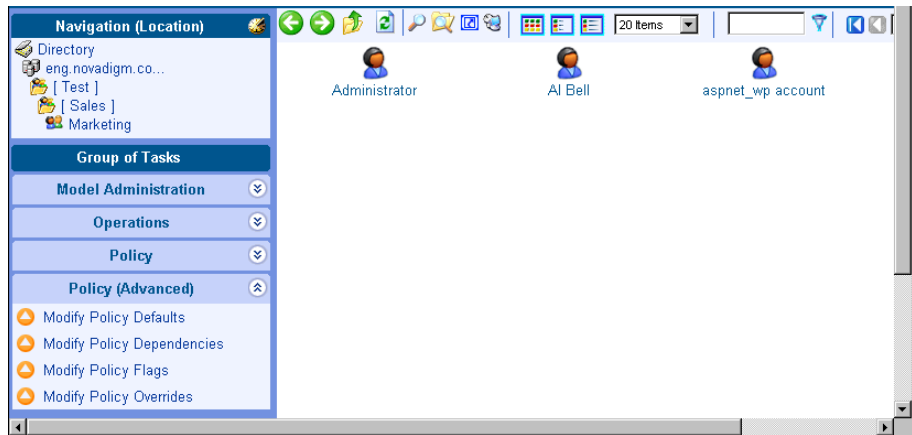 Navigation (Location)
Directory
eng.novadigm.co...
[ Test ]
[ Sales ]
Marketing
Group of Tasks
Model Administration
Operations
Policy
Policy (Advanced)
Modify Policy Defaults
Modify Policy Dependencies
Modify Policy Flags
Modify Policy Overrides
20 Items
Administrator
Al Bell
aspnet_wp account